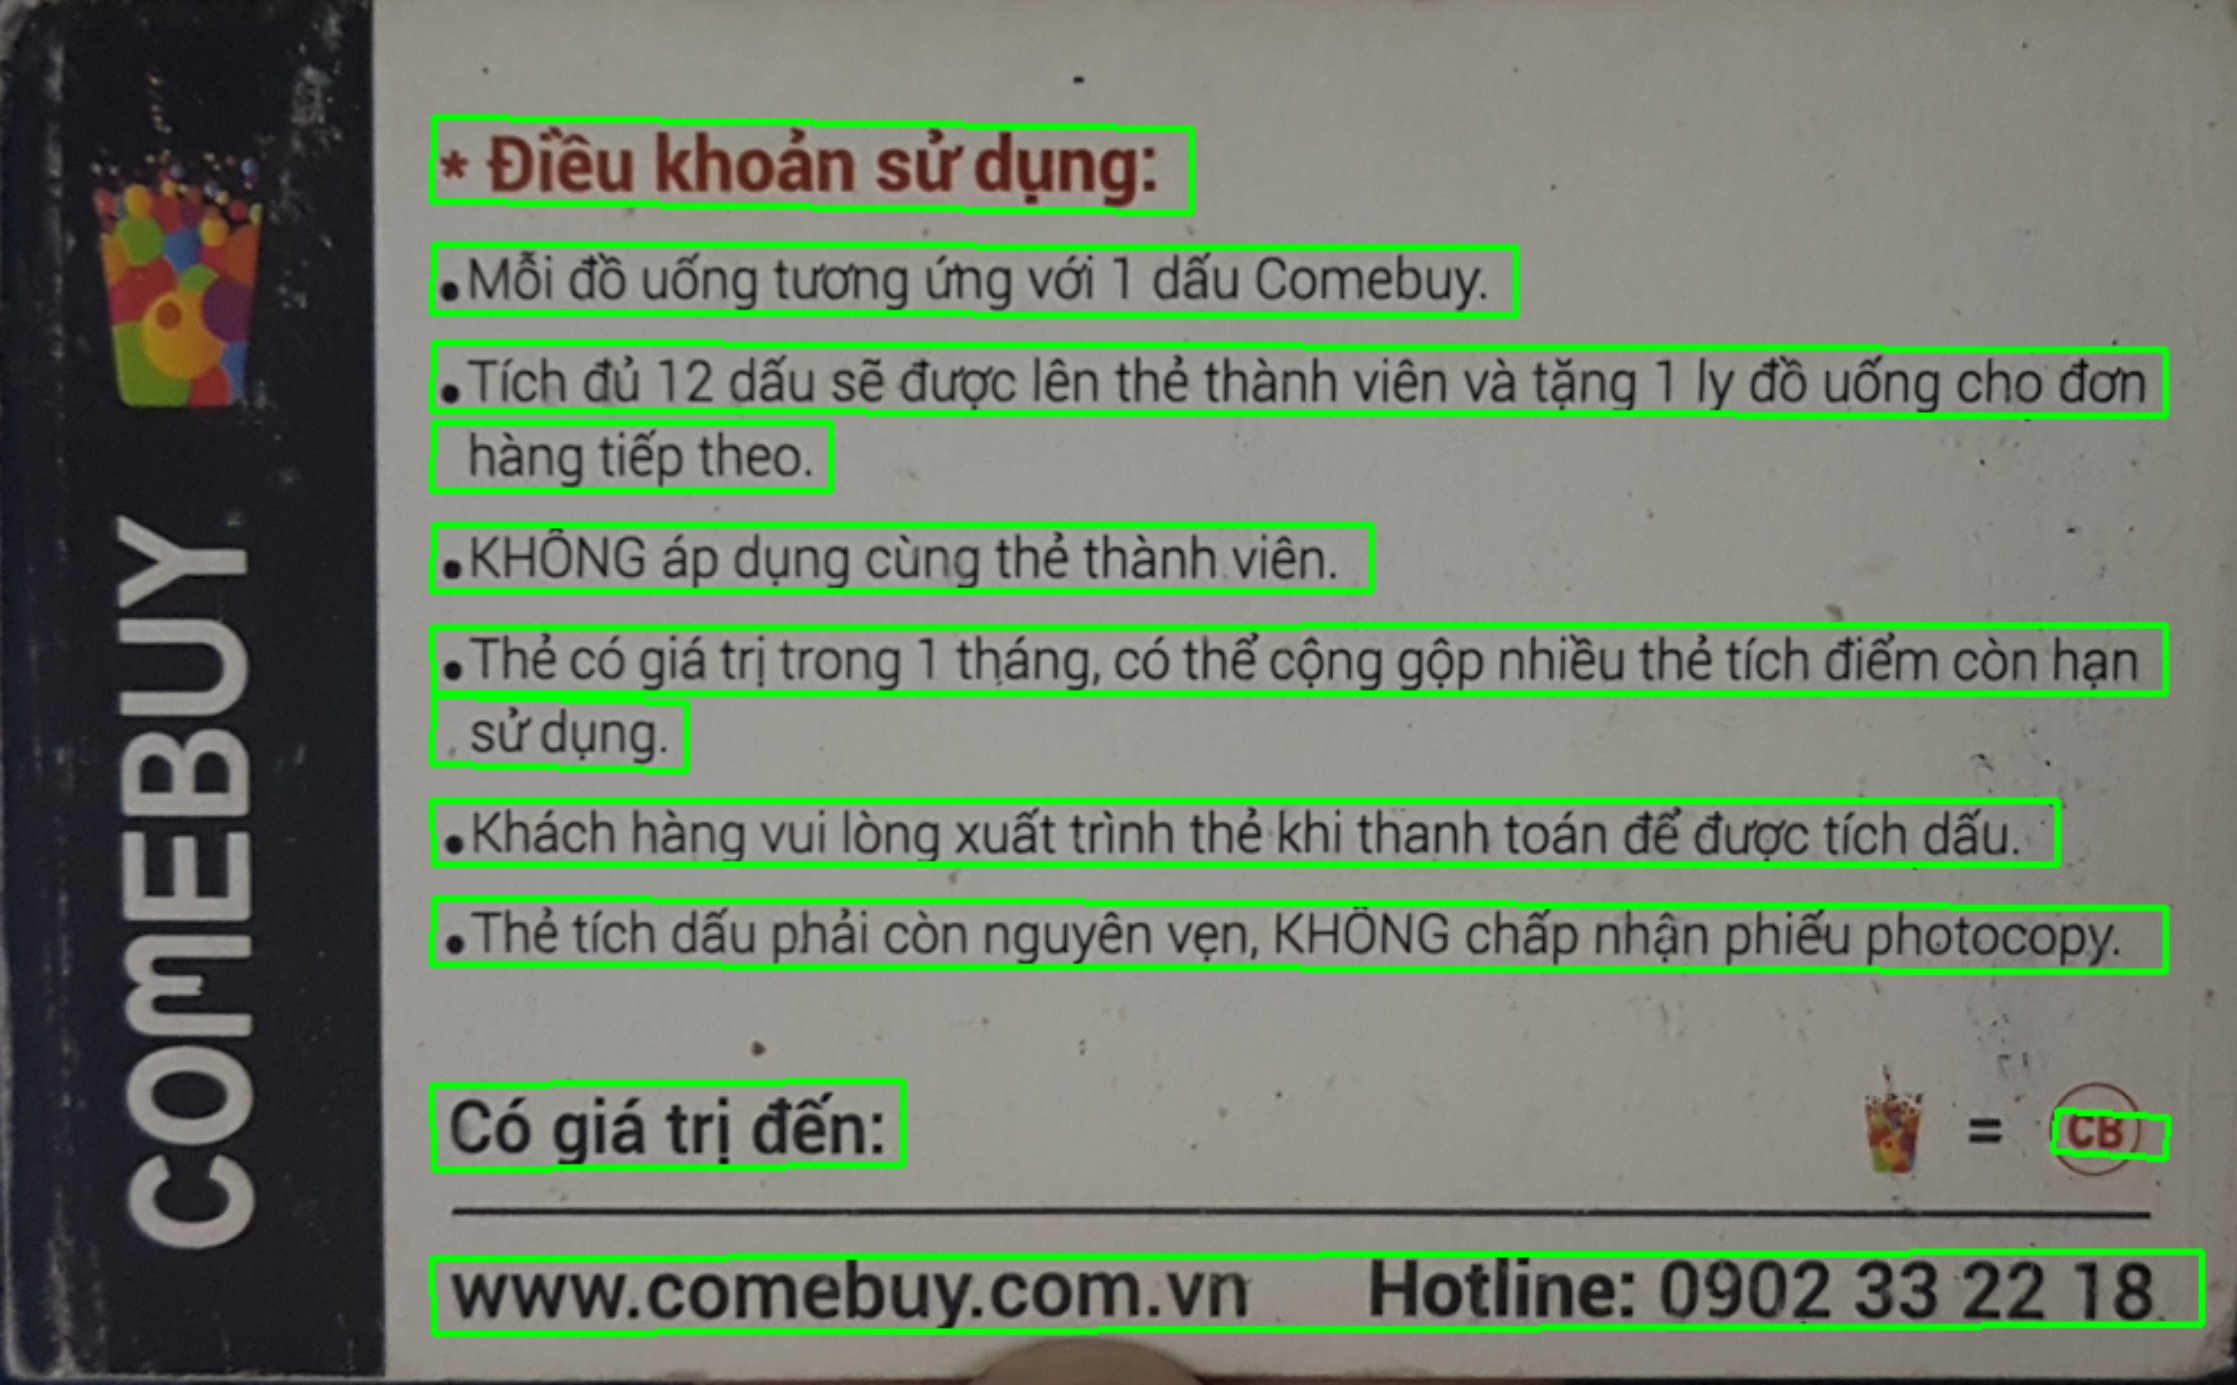 COMEBUY
* Điều khoản sử dụng:
• Mỗi đồ uống tương ứng với 1 dấu Comebuy.
• Tích đủ 12 dấu sẽ được lên thẻ thành viên và tặng 1 ly đồ uống cho đơn
hàng tiếp theo.
• KHÔNG áp dụng cùng thẻ thành viên.
• Thẻ có giá trị trong 1 tháng, có thể cộng gộp nhiều thẻ tích điểm còn hạn
sử dụng.
• Khách hàng vui lòng xuất trình thẻ khi thanh toán để được tích dấu.
• Thẻ tích dấu phải còn nguyên vẹn, KHÔNG chấp nhận phiếu photocopy.
Có giá trị đến: = CB
www.comebuy.com.vn Hotline: 0902 33 22 18